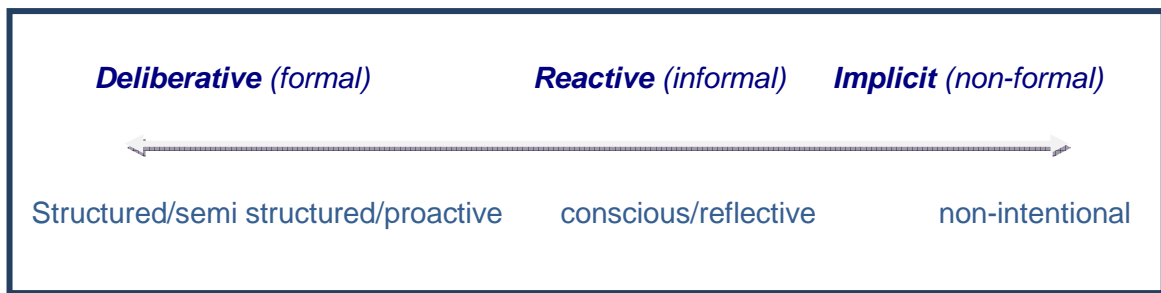 Deliberative (formal) Reactive (informal) Implicit (non-formal)
Structured/semi structured/proactive conscious/reflective non-intentional